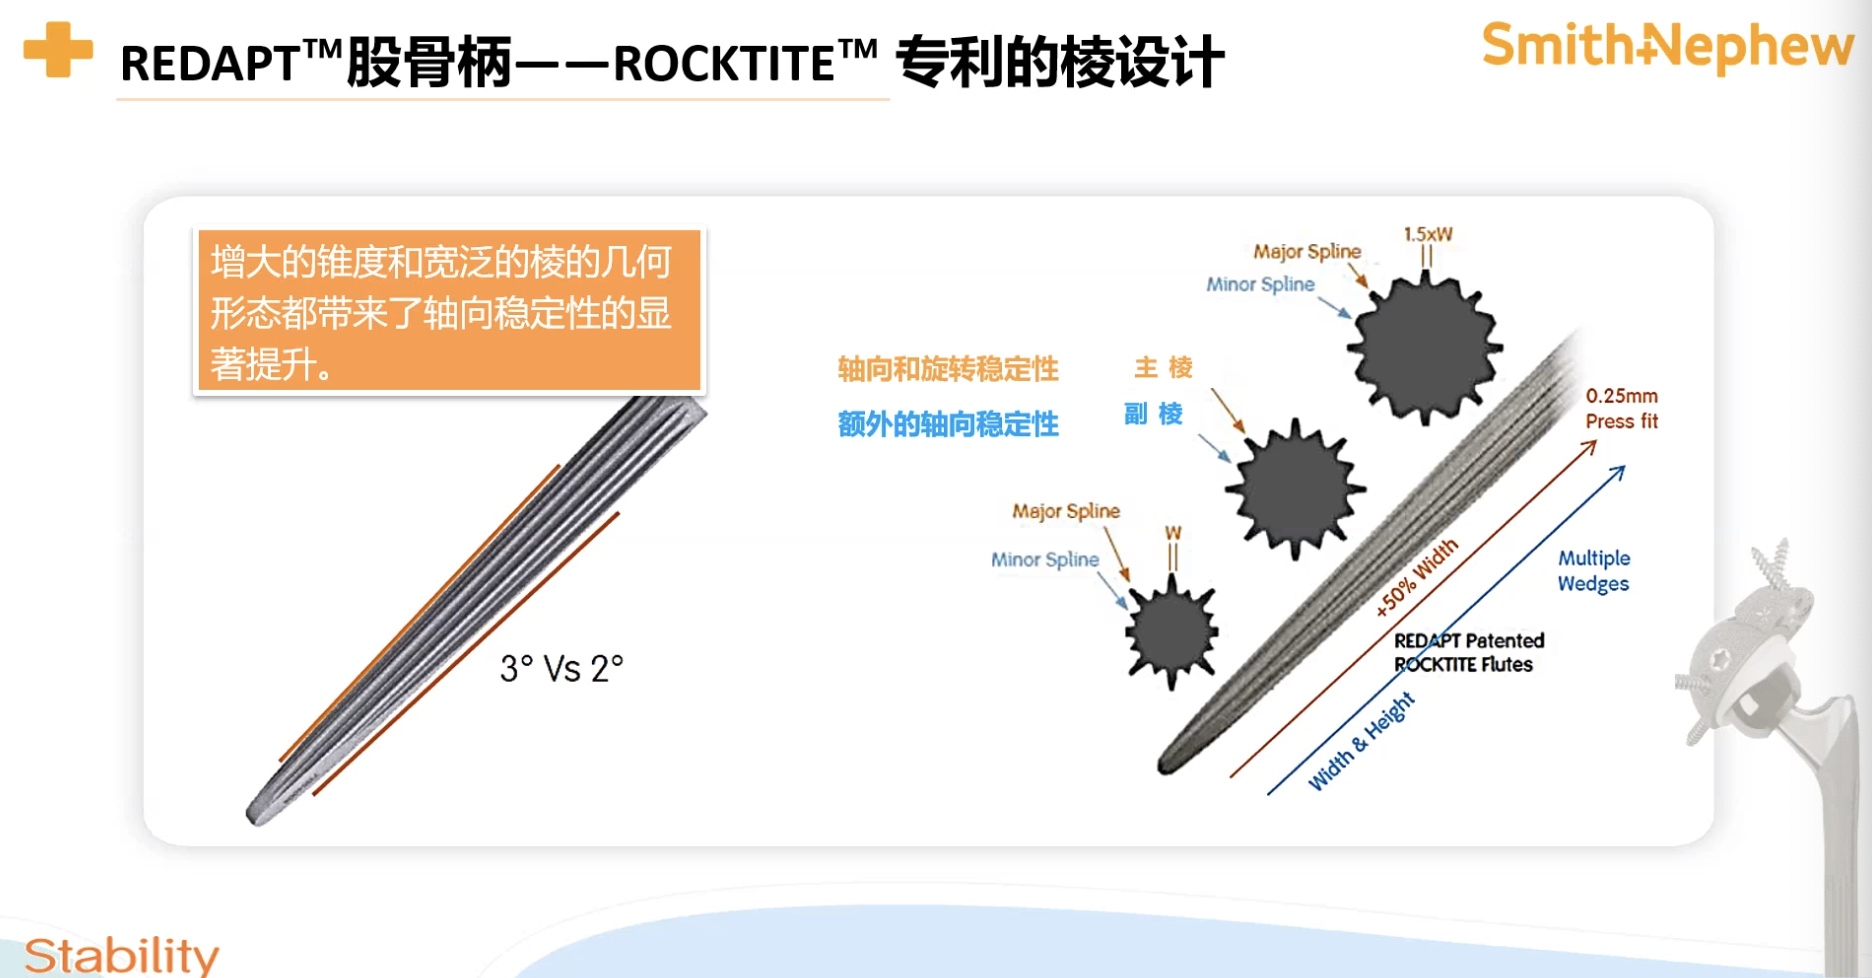 REDAPT™股骨柄——ROCKTITE™ 专利的棱设计
Smith+Nephew
增大的锥度和宽泛的棱的几何
形态都带来了轴向稳定性的显
著提升。
3° Vs 2°
轴向和旋转稳定性
额外的轴向稳定性
主 棱
副 棱
1.5xW
Major Spline
Minor Spline
Major Spline
Minor Spline
W
0.25mm
Press fit
+50% Width
Multiple
Wedges
REDAPT Patented
ROCKTITE Flutes
Width & Height
Stability